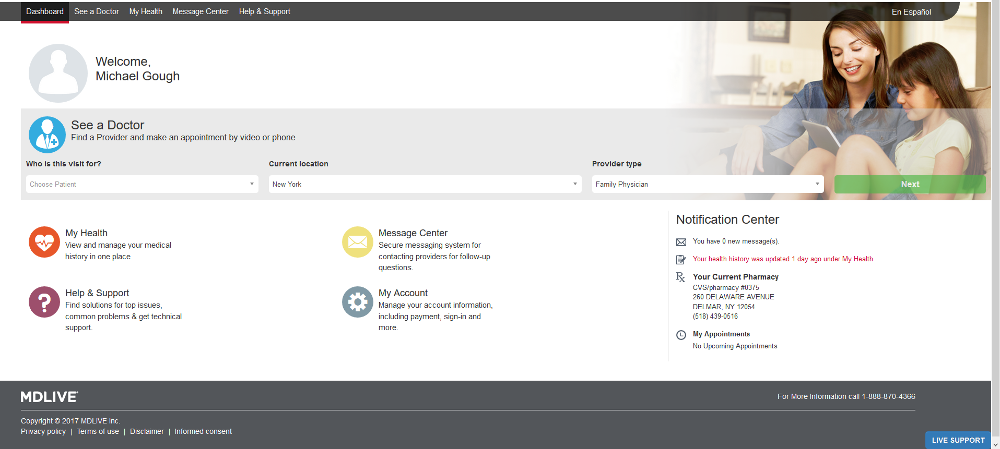 Dashboard See a Doctor My Health Message Center Help & Support En Español
Welcome,
Michael Gough
See a Doctor
Find a Provider and make an appointment by video or phone
Who is this visit for? Current location Provider type
Choose Patient New York Family Physician Next
My Health
View and manage your medical
history in one place
Message Center
Secure messaging system for
contacting providers for follow-up
questions.
Help & Support
Find solutions for top issues,
common problems & get technical
support.
My Account
Manage your account information,
including payment, sign-in and
more.
Notification Center
You have 0 new message(s).
Your health history was updated 1 day ago under My Health
Your Current Pharmacy
CVS/pharmacy #0375
260 DELAWARE AVENUE
DELMAR, NY 12054
(518) 439-0516
My Appointments
No Upcoming Appointments
MDLIVE
For More Information call 1-888-870-4366
Copyright © 2017 MDLIVE Inc.
Privacy policy | Terms of use | Disclaimer | Informed consent
LIVE SUPPORT